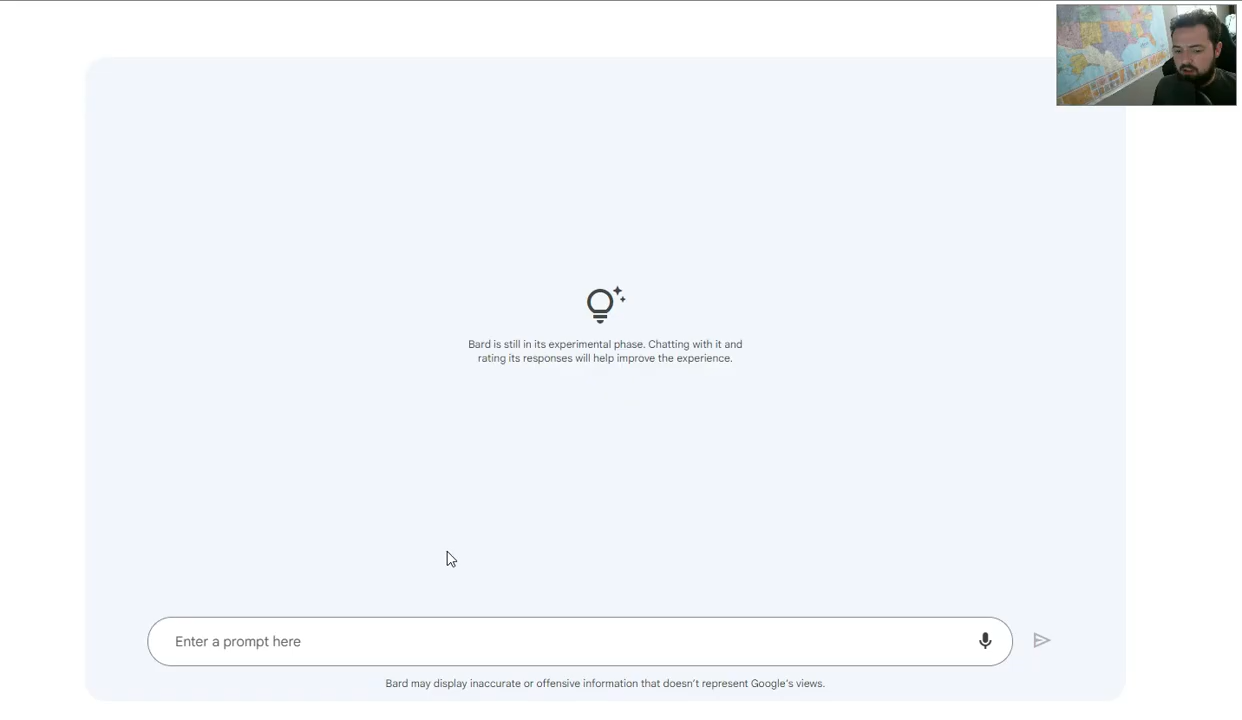 Bard is still in its experimental phase. Chatting with it and
rating its responses will help improve the experience.
Enter a prompt here
Bard may display inaccurate or offensive information that doesn't represent Google's views.